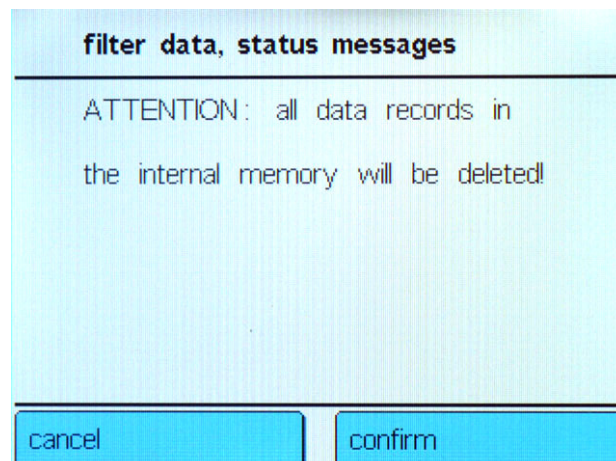 filter data, status messages
ATTENTION: all data records in
the internal memory will be deleted!
cancel
confirm